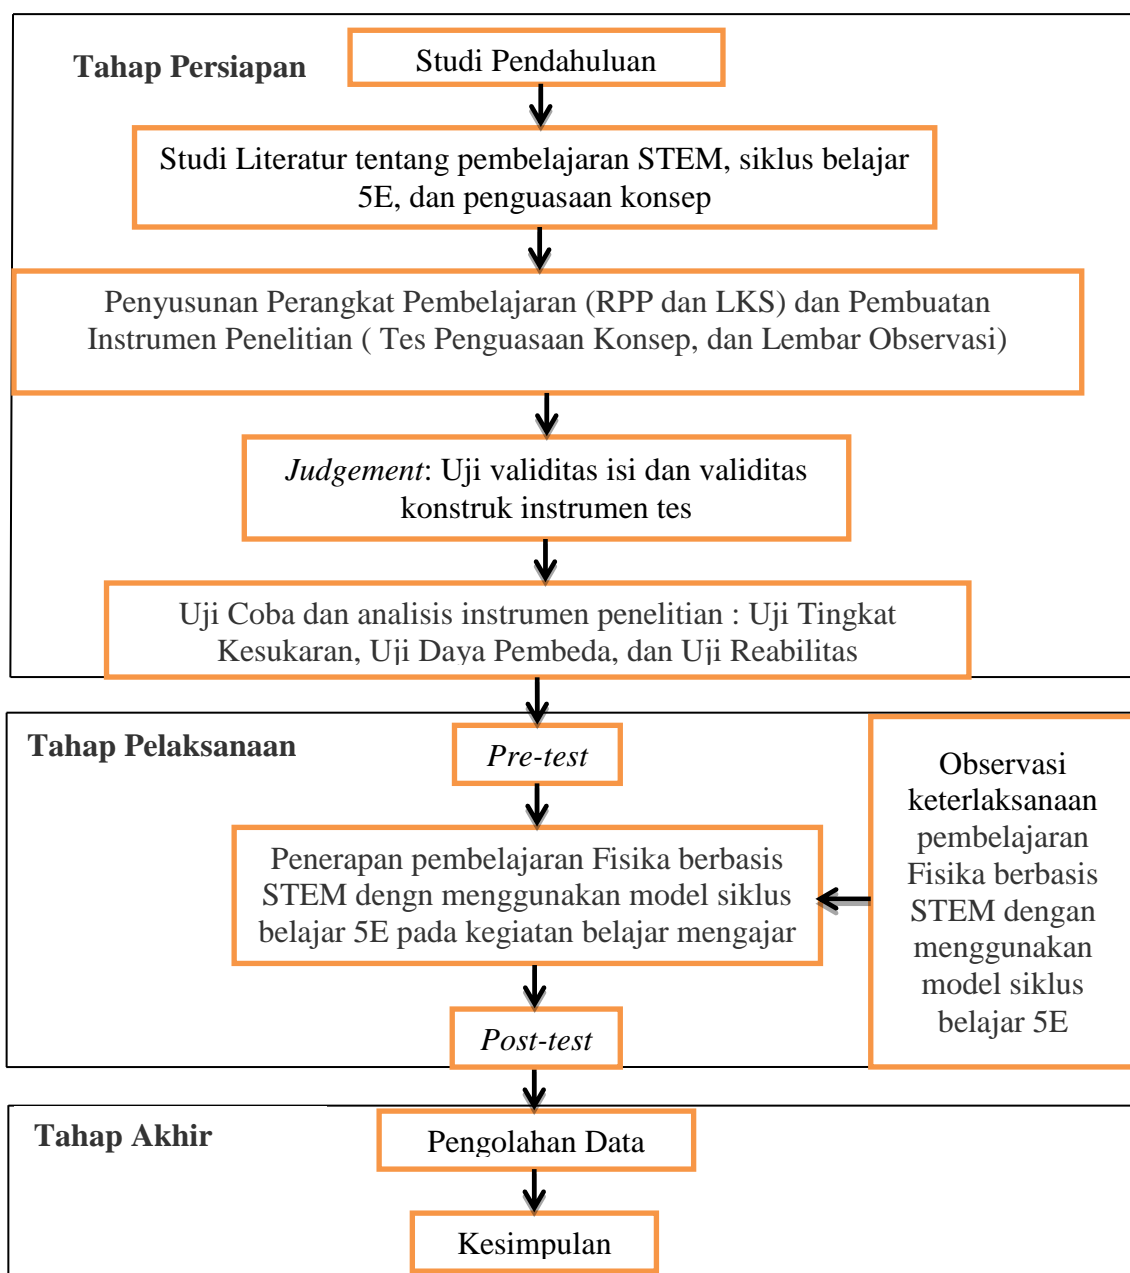 Tahap Persiapan
Studi Pendahuluan
Studi Literatur tentang pembelajaran STEM, siklus belajar
5E, dan penguasaan konsep
Penyusunan Perangkat Pembelajaran (RPP dan LKS) dan Pembuatan
Instrumen Penelitian ( Tes Penguasaan Konsep, dan Lembar Observasi)
Judgement: Uji validitas isi dan validitas
konstruk instrumen tes
Uji Coba dan analisis instrumen penelitian : Uji Tingkat
Kesukaran, Uji Daya Pembeda, dan Uji Reabilitas
Tahap Pelaksanaan
Pre-test
Penerapan pembelajaran Fisika berbasis
STEM dengn menggunakan model siklus
belajar 5E pada kegiatan belajar mengajar
Post-test
Observasi
keterlaksanaan
pembelajaran
Fisika berbasis
STEM dengan
menggunakan
model siklus
belajar 5E
Tahap Akhir
Pengolahan Data
Kesimpulan